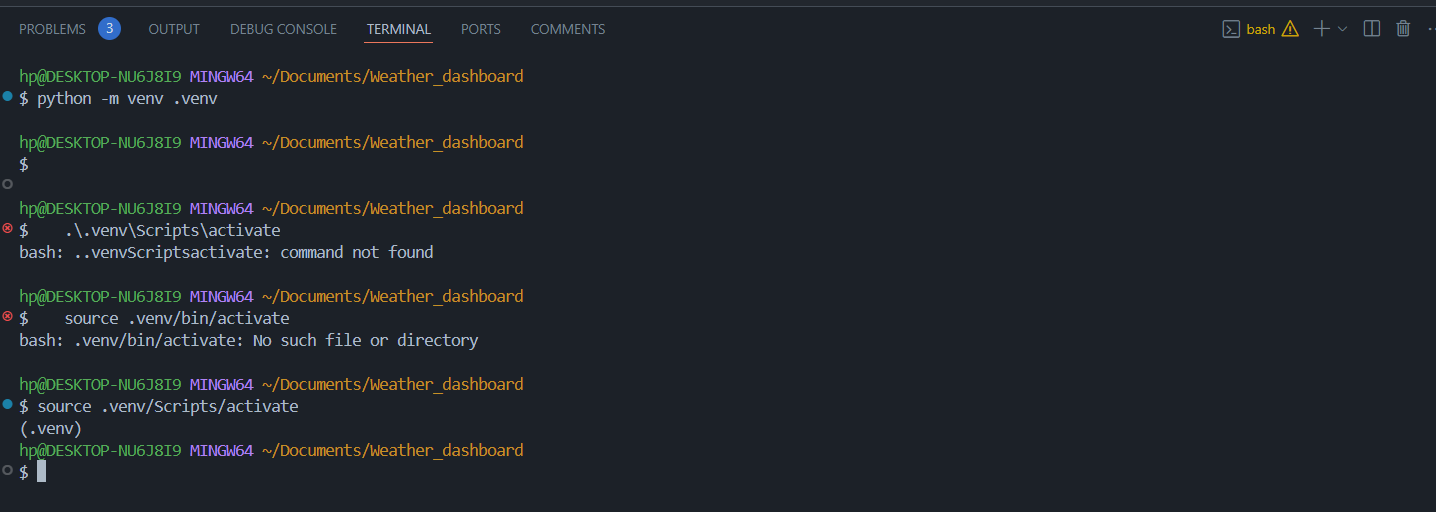 PROBLEMS 3 OUTPUT DEBUG CONSOLE TERMINAL PORTS COMMENTS bash
hp@DESKTOP-NU6J8I9 MINGW64 ~/Documents/Weather_dashboard
$ python -m venv .venv
hp@DESKTOP-NU6J8I9 MINGW64 ~/Documents/Weather_dashboard
$
hp@DESKTOP-NU6J8I9 MINGW64 ~/Documents/Weather_dashboard
$    .\.venv\Scripts\activate
bash: ..venvScriptsactivate: command not found
hp@DESKTOP-NU6J8I9 MINGW64 ~/Documents/Weather_dashboard
$    source .venv/bin/activate
bash: .venv/bin/activate: No such file or directory
hp@DESKTOP-NU6J8I9 MINGW64 ~/Documents/Weather_dashboard
$ source .venv/Scripts/activate
(.venv)
hp@DESKTOP-NU6J8I9 MINGW64 ~/Documents/Weather_dashboard
$